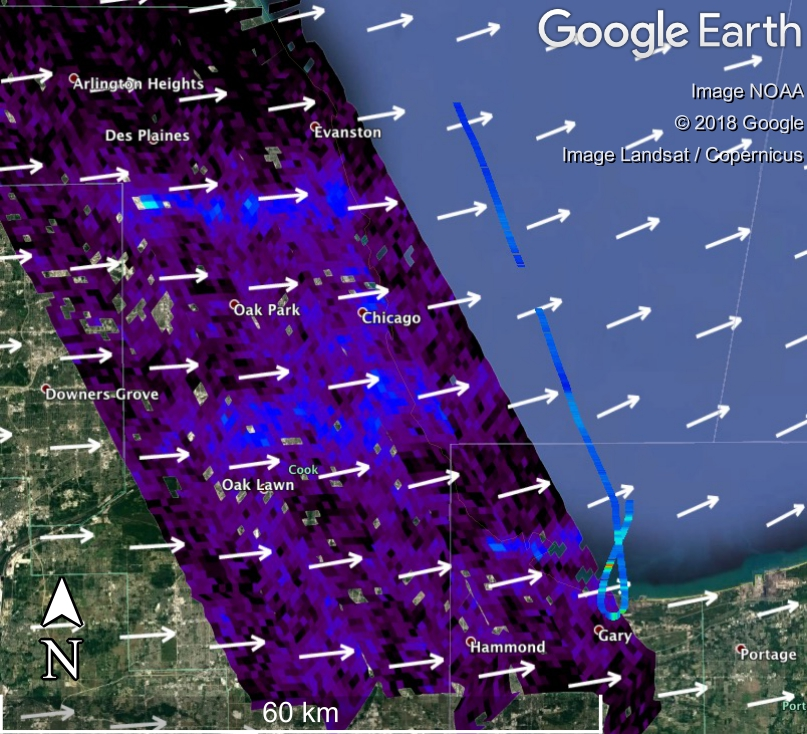 Google Earth
Arlington Heights
Image NOAA
© 2018 Google
Des Plaines
Evanston
Image Landsat / Copernicus
Oak Park
Chicago
Downers Grove
Cook
Oak Lawn
Hammond
Gary
Portage
N
60 km
Port